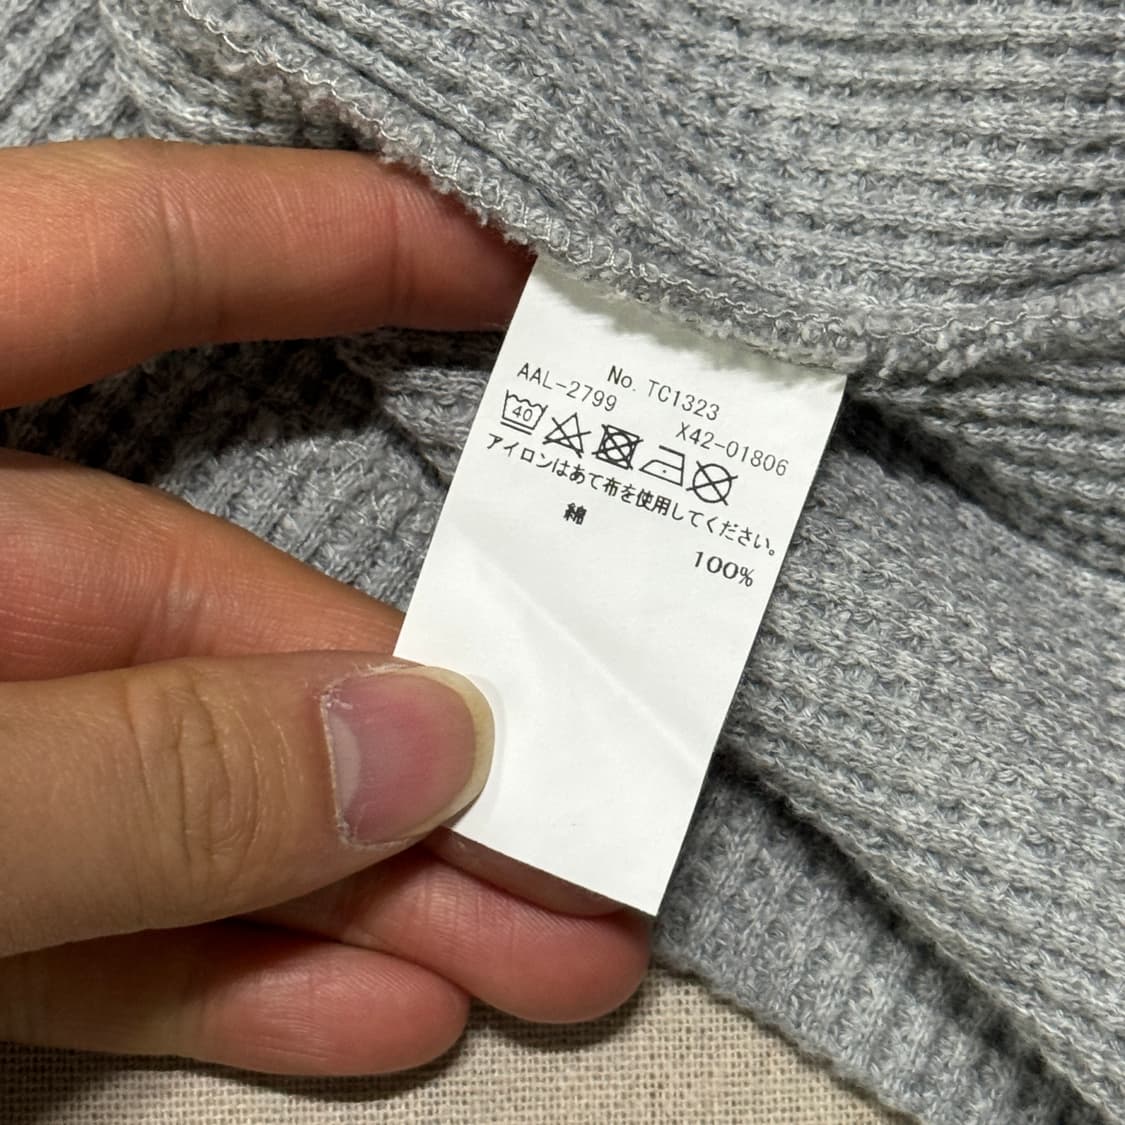 No. TC1323
AAL-2799 X42-01806
40
アイロンはあて布を使用してください。
綿 100%